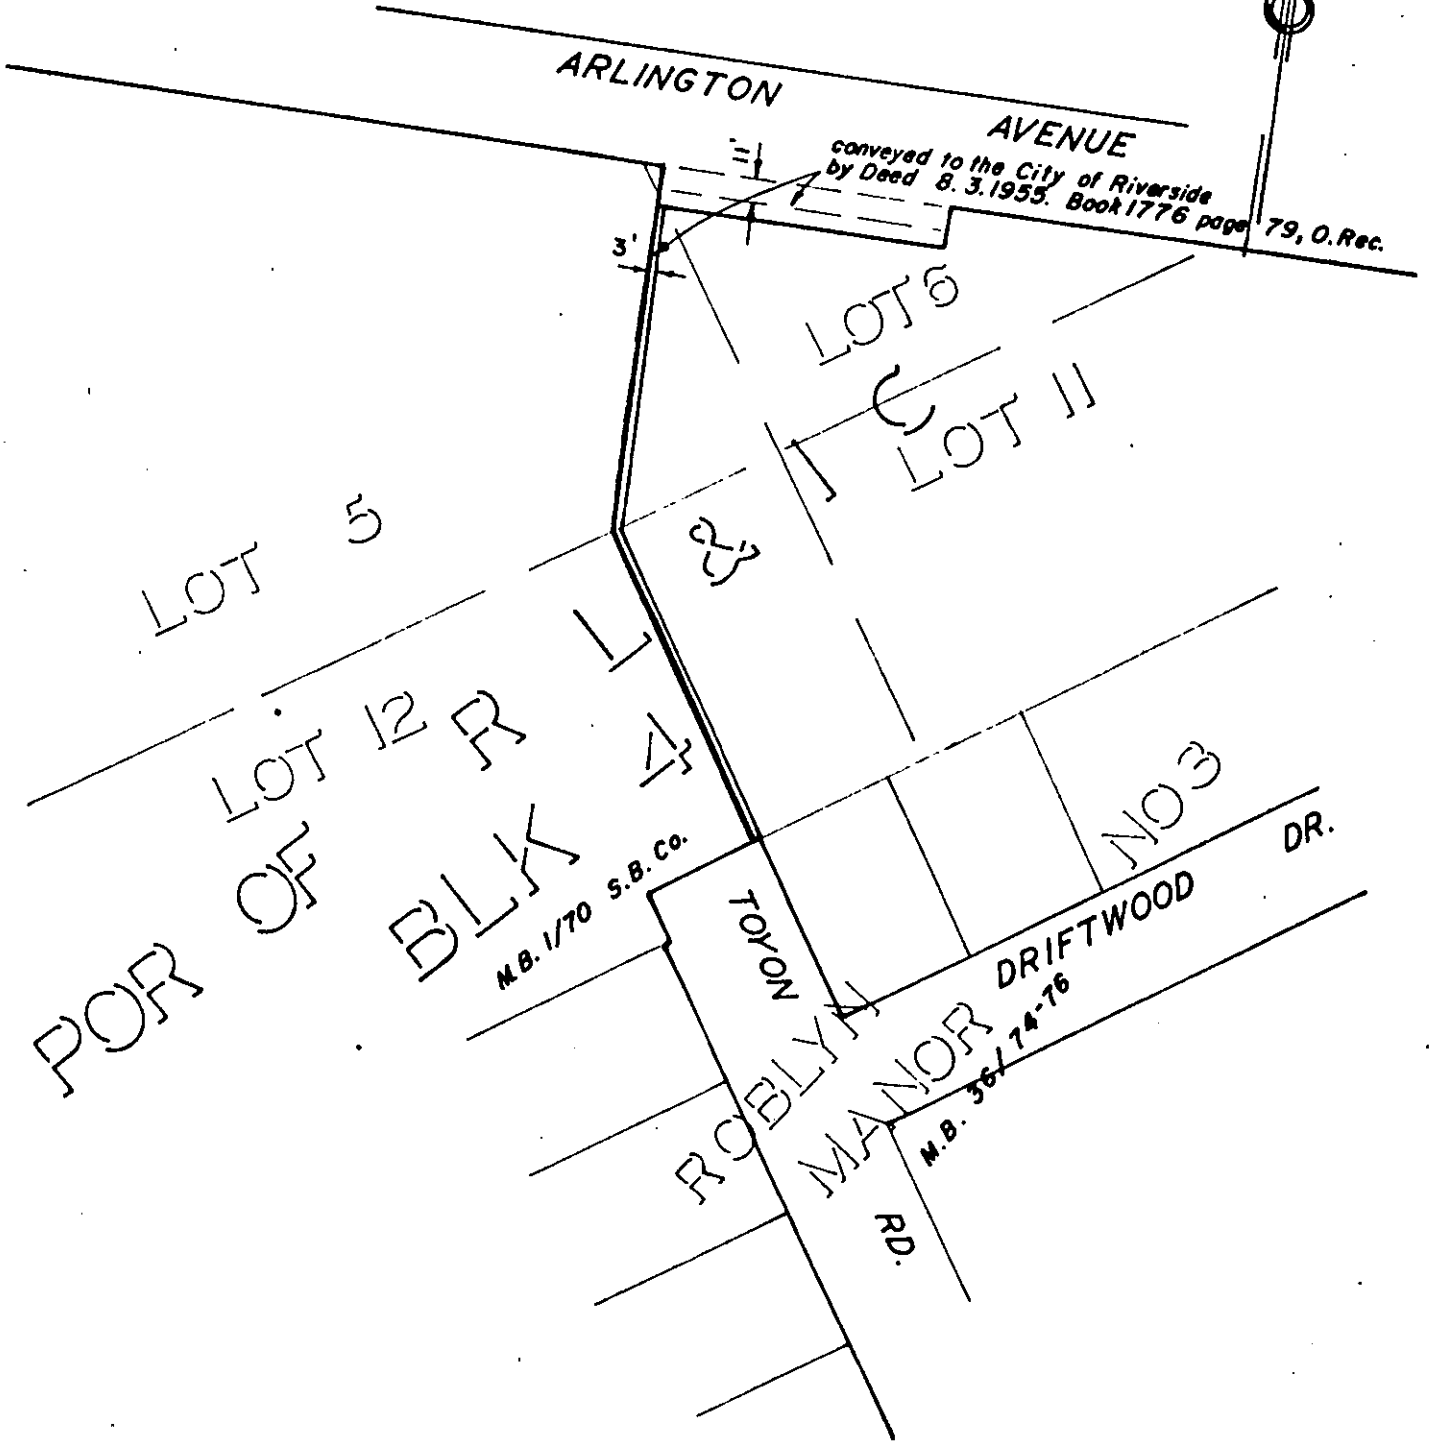 ARLINGTON AVENUE
conveyed to the City of Riverside
by Deed 8.3.1955. Book 1776 page 79, O. Rec.
11'
3'
LOT 6
LOT 11
LOT 5
LOT 12
R L & I C
POR OF BLK 4
M.B. 1/70 S.B. Co.
TOYON RD.
DRIFTWOOD DR.
ROBLYN
MANOR
NO 3
M.B. 36/74-76